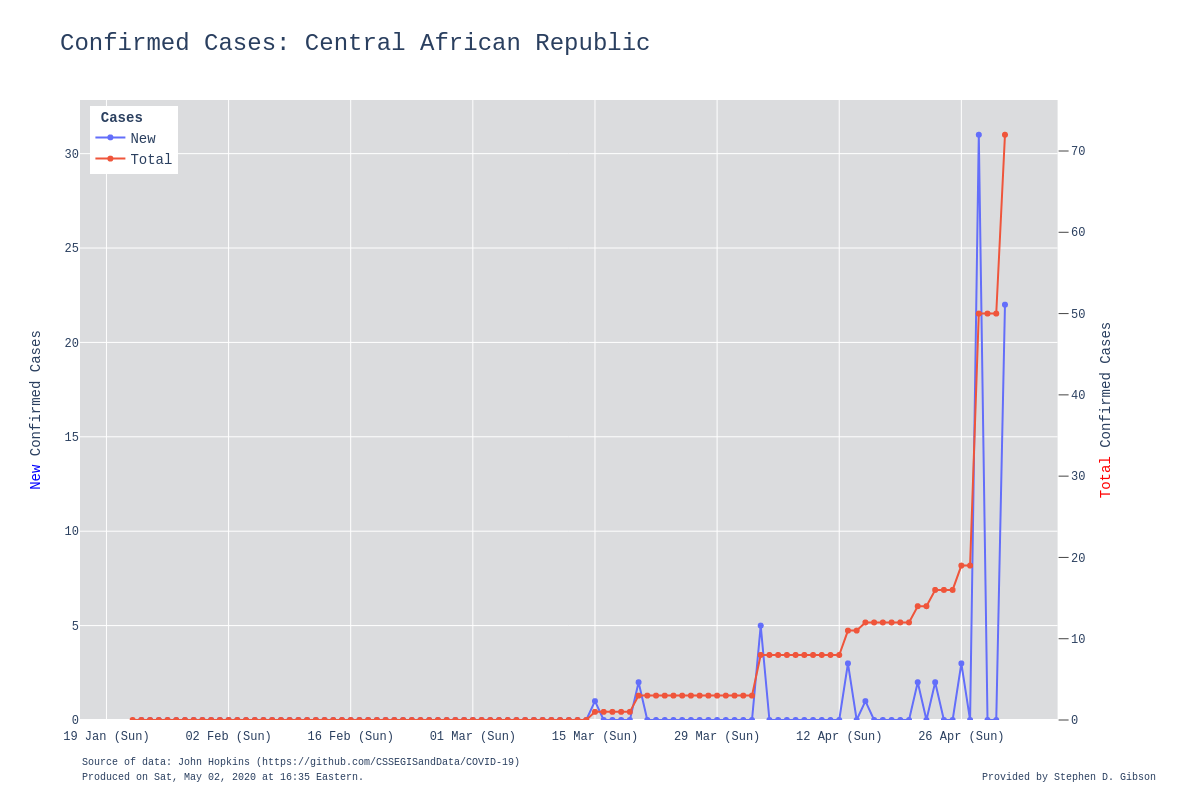 Confirmed Cases: Central African Republic
Cases
New
Total
30
25
20
15
10
5
0
70
60
50
40
30
20
10
0
New Confirmed Cases
Total Confirmed Cases
19 Jan (Sun) 02 Feb (Sun) 16 Feb (Sun) 01 Mar (Sun) 15 Mar (Sun) 29 Mar (Sun) 12 Apr (Sun) 26 Apr (Sun)
Source of data: John Hopkins (https://github.com/CSSEGISandData/COVID-19)
Produced on Sat, May 02, 2020 at 16:35 Eastern.
Provided by Stephen D. Gibson